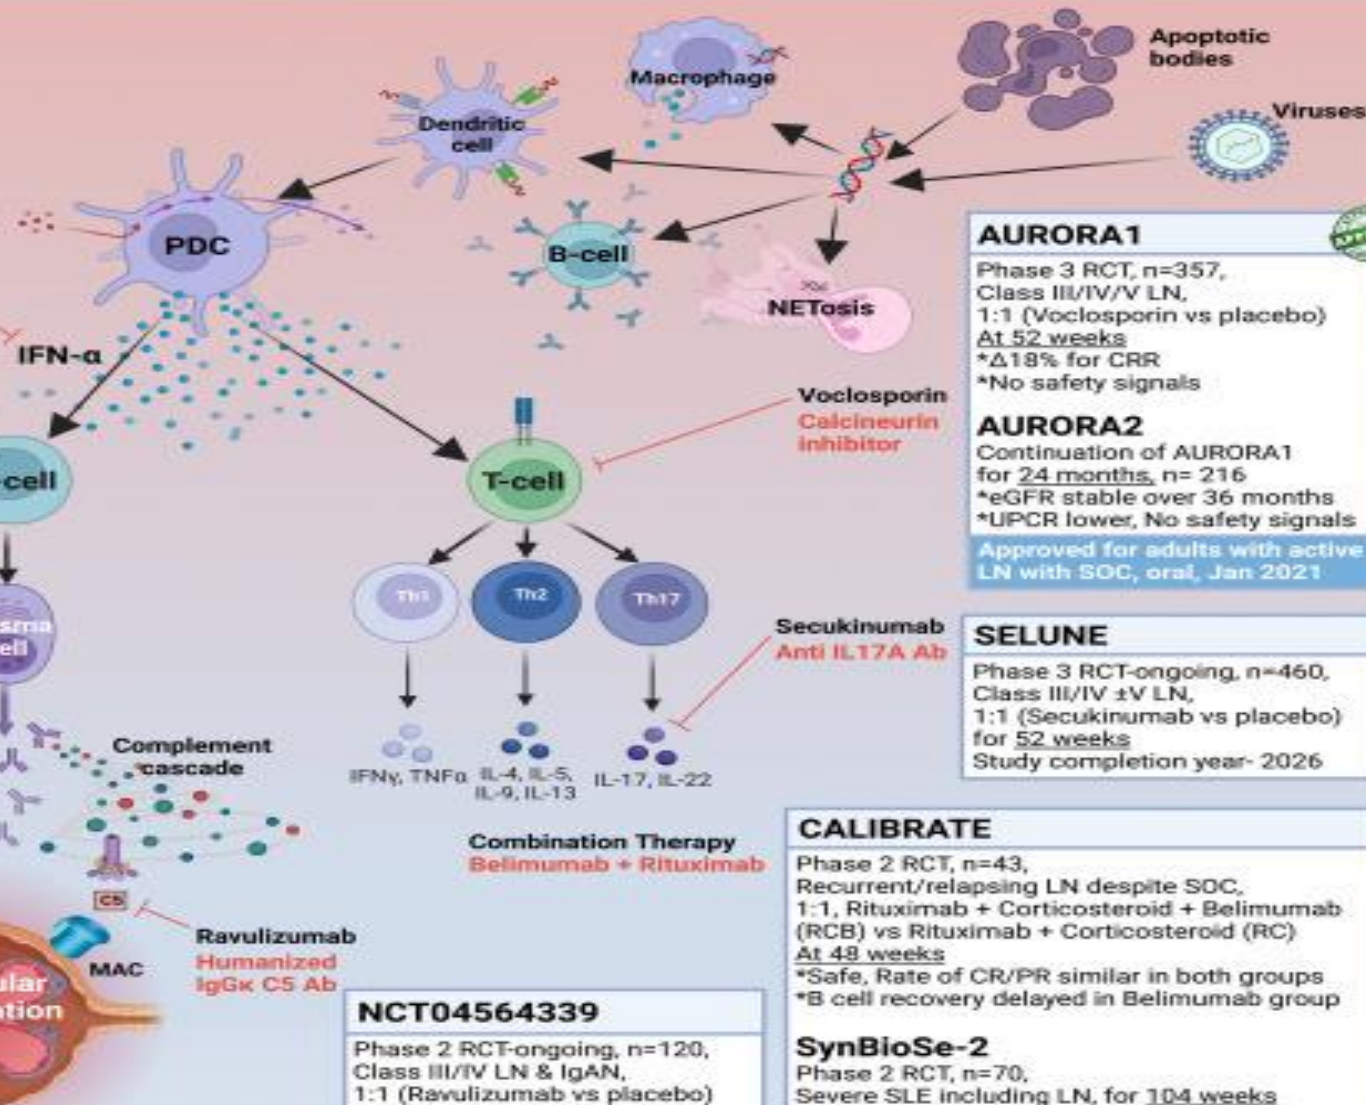 Apoptotic
bodies
Macrophage
Viruses
Dendritic
cell
PDC
B-cell
NETosis
IFN-α
-cell
T-cell
Voclosporin
Calcineurin
inhibitor
Th1
Th2
Th17
sma
ell
Secukinumab
Anti IL17A Ab
IFNγ, TNFα
IL-4, IL-5,
IL-9, IL-13
IL-17, IL-22
Complement
cascade
C5
Combination Therapy
Belimumab + Rituximab
Ravulizumab
Humanized
IgGκ C5 Ab
MAC
ular
ation
AURORA1
Phase 3 RCT, n=357,
Class III/IV/V LN,
1:1 (Voclosporin vs placebo)
At 52 weeks
*Δ18% for CRR
*No safety signals
AURORA2
Continuation of AURORA1
for 24 months, n= 216
*eGFR stable over 36 months
*UPCR lower, No safety signals
Approved for adults with active
LN with SOC, oral, Jan 2021
SELUNE
Phase 3 RCT-ongoing, n=460,
Class III/IV ±V LN,
1:1 (Secukinumab vs placebo)
for 52 weeks
Study completion year- 2026
CALIBRATE
Phase 2 RCT, n=43,
Recurrent/relapsing LN despite SOC,
1:1, Rituximab + Corticosteroid + Belimumab
(RCB) vs Rituximab + Corticosteroid (RC)
At 48 weeks
*Safe, Rate of CR/PR similar in both groups
*B cell recovery delayed in Belimumab group
SynBioSe-2
Phase 2 RCT, n=70,
Severe SLE including LN, for 104 weeks
NCT04564339
Phase 2 RCT-ongoing, n=120,
Class III/IV LN & IgAN,
1:1 (Ravulizumab vs placebo)